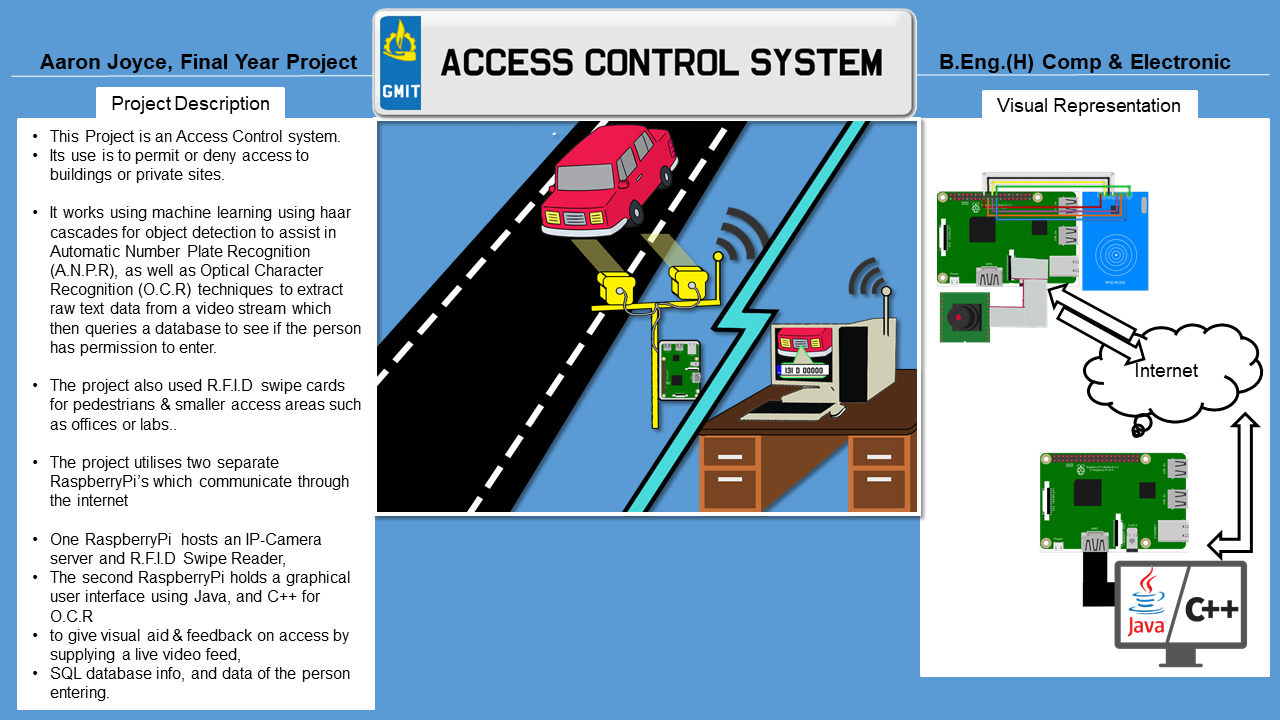 Aaron Joyce, Final Year Project
GMIT
ACCESS CONTROL SYSTEM
B.Eng.(H) Comp & Electronic
Project Description
• This Project is an Access Control system.
• Its use is to permit or deny access to
buildings or private sites.
• It works using machine learning using haar
cascades for object detection to assist in
Automatic Number Plate Recognition
(A.N.P.R), as well as Optical Character
Recognition (O.C.R) techniques to extract
raw text data from a video stream which
then queries a database to see if the person
has permission to enter.
• The project also used R.F.I.D swipe cards
for pedestrians & smaller access areas such
as offices or labs..
• The project utilises two separate
RaspberryPi's which communicate through
the internet
• One RaspberryPi hosts an IP-Camera
server and R.F.I.D Swipe Reader,
• The second RaspberryPi holds a graphical
user interface using Java, and C++ for
O.C.R
• to give visual aid & feedback on access by
supplying a live video feed,
• SQL database info, and data of the person
entering.
131 D 00000
Visual Representation
Internet
Java
C++